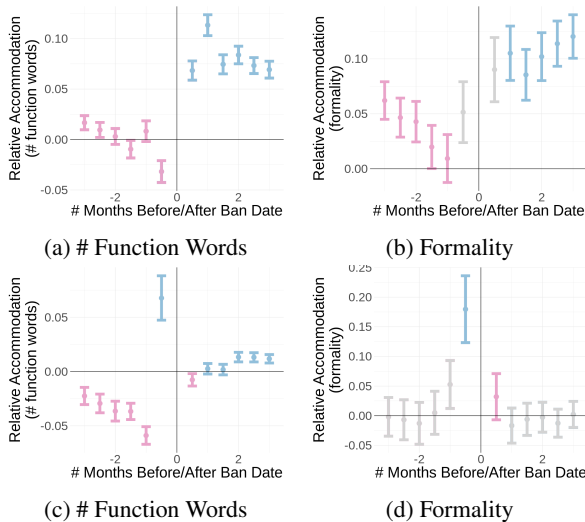 Relative Accommodation
(# function words)
0.10
0.05
0.00
-0.05
-2
0
2
# Months Before/After Ban Date
(a) # Function Words
Relative Accommodation
(formality)
0.10
0.05
0.00
-2
0
2
# Months Before/After Ban Date
(b) Formality
Relative Accommodation
(# function words)
0.05
0.00
-0.05
-2
0
2
# Months Before/After Ban Date
(c) # Function Words
Relative Accommodation
(formality)
0.25
0.20
0.15
0.10
0.05
0.00
-0.05
-2
0
2
# Months Before/After Ban Date
(d) Formality